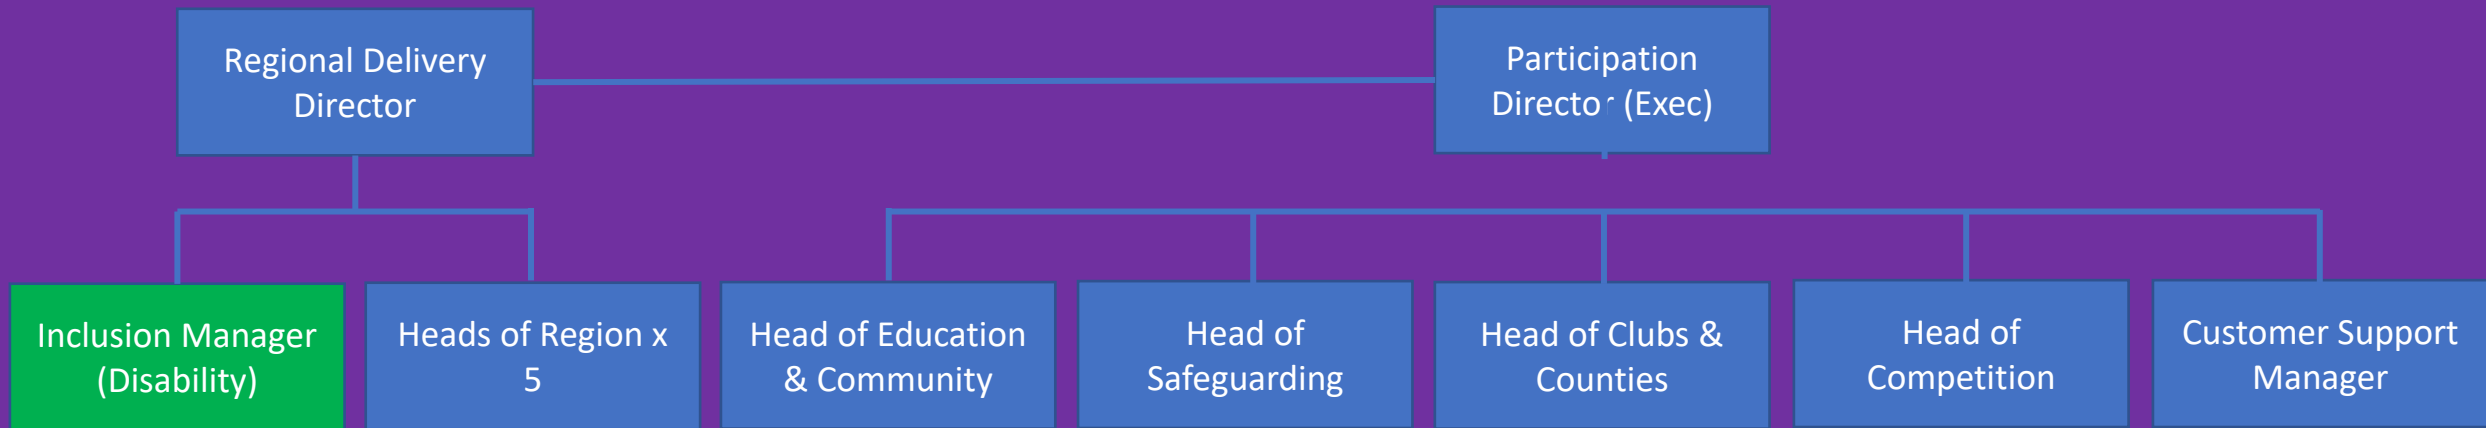 Regional Delivery
Director
Participation
Director (Exec)
Inclusion Manager
(Disability)
Heads of Region x
5
Head of Education
& Community
Head of
Safeguarding
Head of Clubs &
Counties
Head of
Competition
Customer Support
Manager